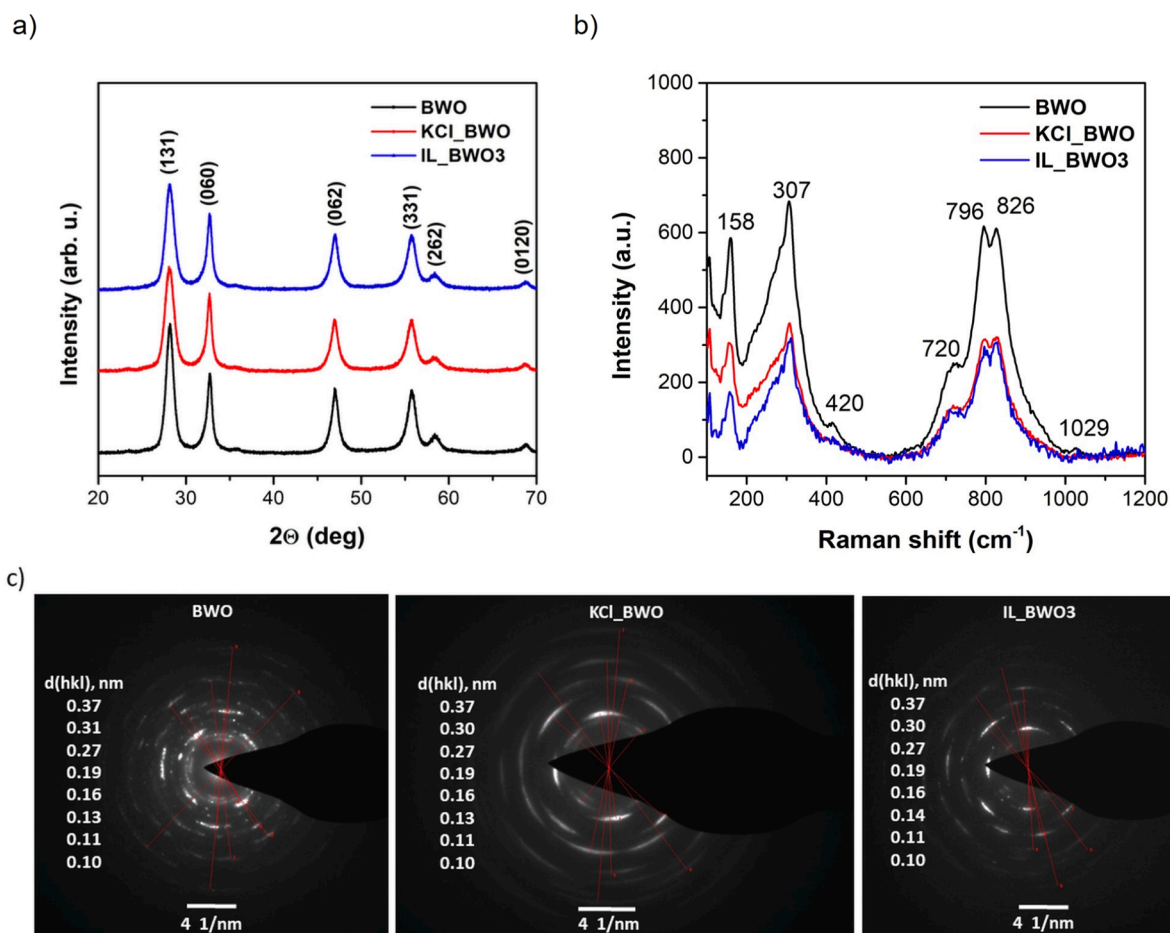 a)
BWO
KCl_BWO
IL_BWO3
(131)
(060)
(062)
(331)
(262)
(0120)
Intensity (arb. u.)
20 30 40 50 60 70
2Θ (deg)
b)
1000
900
800
700
600
500
400
300
200
100
0
BWO
KCl_BWO
IL_BWO3
158
307
420
720
796
826
1029
Intensity (a.u.)
200 400 600 800 1000 1200
Raman shift (cm⁻¹)
c)
BWO
d(hkl), nm
0.37
0.31
0.27
0.19
0.16
0.13
0.11
0.10
4 1/nm
KCl_BWO
d(hkl), nm
0.37
0.30
0.27
0.19
0.16
0.13
0.11
0.10
4 1/nm
IL_BWO3
d(hkl), nm
0.37
0.30
0.27
0.19
0.16
0.14
0.11
0.10
4 1/nm